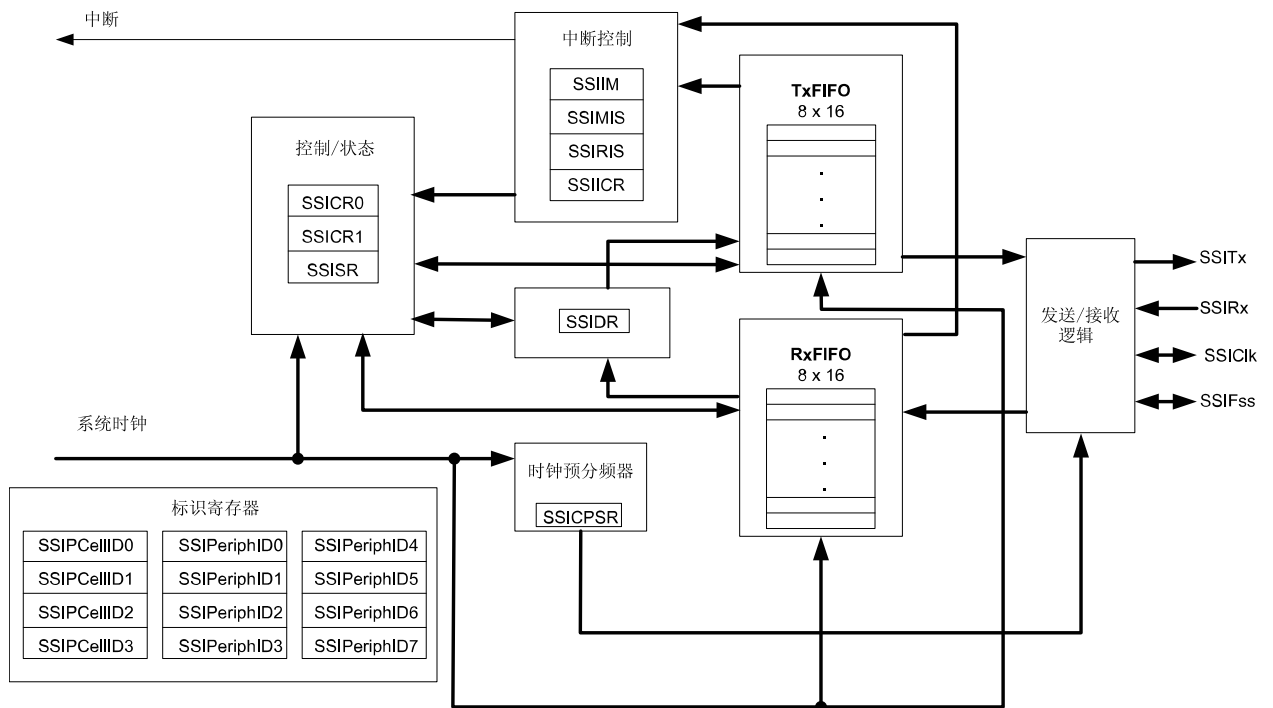 中断
中断控制
SSIIM
SSIMIS
SSIRIS
SSIICR
控制/状态
SSICR0
SSICR1
SSISR
SSIDR
TxFIFO
8 x 16
RxFIFO
8 x 16
发送/接收
逻辑
SSITx
SSIRx
SSIClk
SSIFss
系统时钟
时钟预分频器
SSICPSR
标识寄存器
SSIPCellID0
SSIPeriphID0
SSIPeriphID4
SSIPCellID1
SSIPeriphID1
SSIPeriphID5
SSIPCellID2
SSIPeriphID2
SSIPeriphID6
SSIPCellID3
SSIPeriphID3
SSIPeriphID7